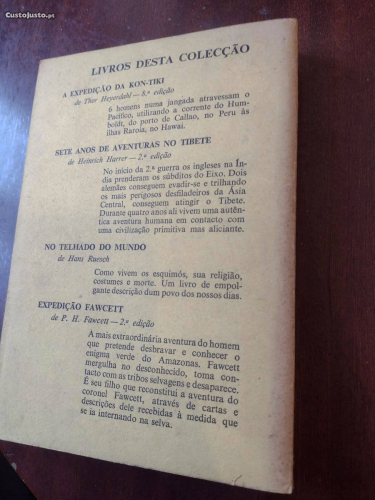 CustoJusto.pt
LIVROS DESTA COLECÇÃO
A EXPEDIÇÃO DA KON-TIKI
de Thor Heyerdahl — 8.ª edição
6 homens numa jangada atravessam o
Pacífico, utilizando a corrente do Hum-
boldt, do porto de Callao, no Peru às
ilhas Raroia, no Hawai.
SETE ANOS DE AVENTURAS NO TIBETE
de Heinrich Harrer — 2.ª edição
No início da 2.ª guerra os ingleses na Ín-
dia prenderam os súbditos do Eixo. Dois
alemães conseguem evadir-se e trilhando
os mais perigosos desfiladeiros da Ásia
Central, conseguem atingir o Tibete.
Durante quatro anos ali vivem uma autên-
tica aventura humana em contacto com
uma civilização primitiva mas aliciante.
NO TELHADO DO MUNDO
de Hans Ruesch
Como vivem os esquimós, sua religião,
costumes e morte. Um livro de empol-
gante descrição dum povo dos nossos dias.
EXPEDIÇÃO FAWCETT
de P. H. Fawcett — 2.ª edição
A mais extraordinária aventura do homem
que pretende desbravar e conhecer o
enigma verde do Amazonas. Fawcett
mergulha no desconhecido, toma con-
tacto com as tribos selvagens e desaparece.
É seu filho que reconstitui a aventura do
coronel Fawcett, através de cartas e
descrições dele recebidas à medida que
se ia internando na selva.